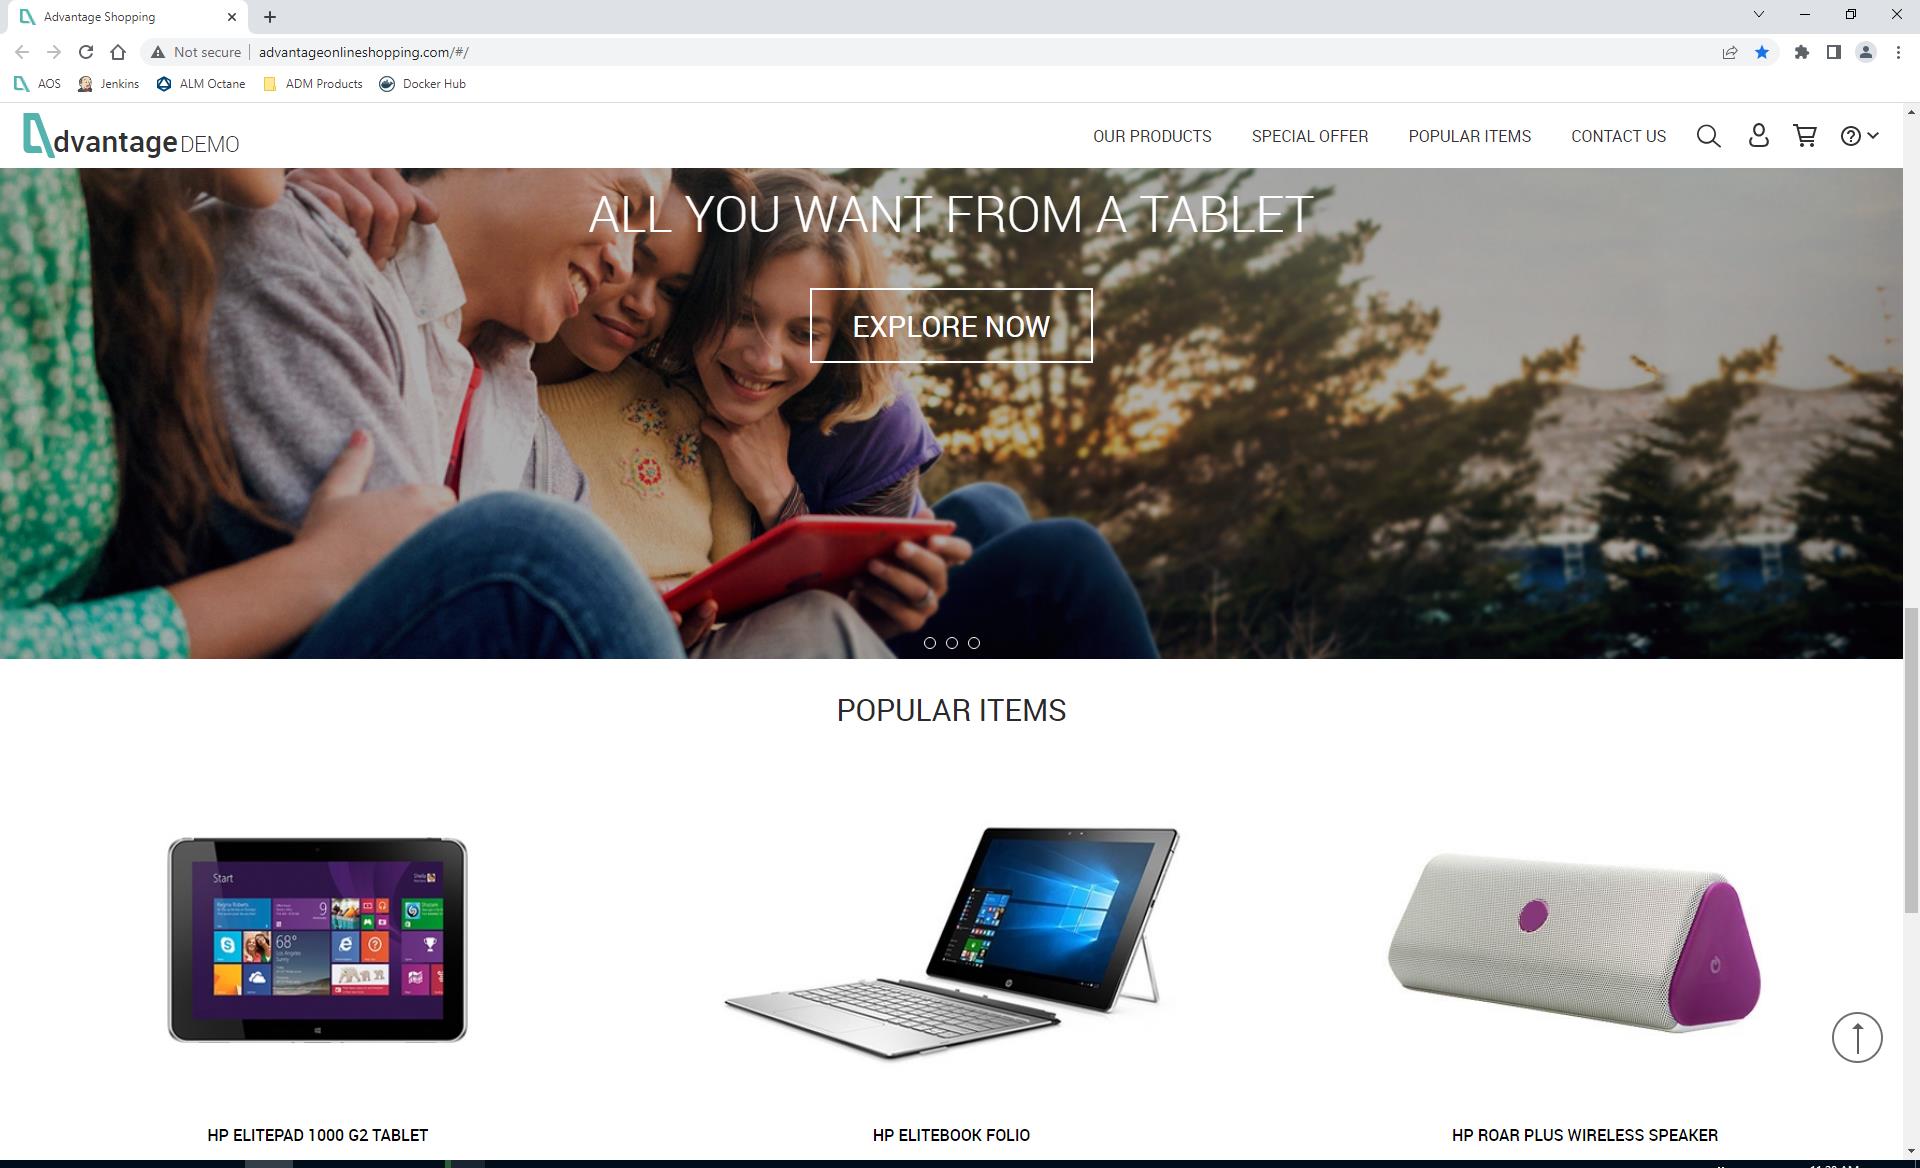 Advantage Shopping
Not secure
advantageonlineshopping.com/#/
AOS
Jenkins
ALM Octane
ADM Products
Docker Hub
dvantage DEMO
OUR PRODUCTS
SPECIAL OFFER
POPULAR ITEMS
CONTACT US
ALL YOU WANT FROM A TABLET
EXPLORE NOW
POPULAR ITEMS
Start
9
68°
HP ELITEPAD 1000 G2 TABLET
HP ELITEBOOK FOLIO
HP ROAR PLUS WIRELESS SPEAKER